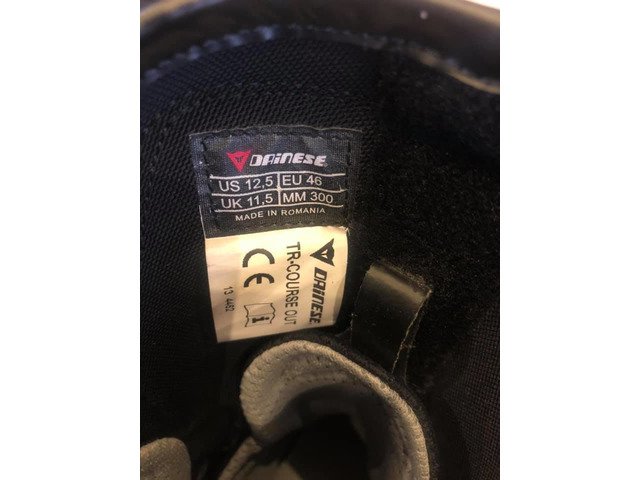 DAINESE
US 12,5 EU 46
UK 11,5 MM 300
MADE IN ROMANIA
DAINESE
TR-COURSE OUT
CE
13 4462